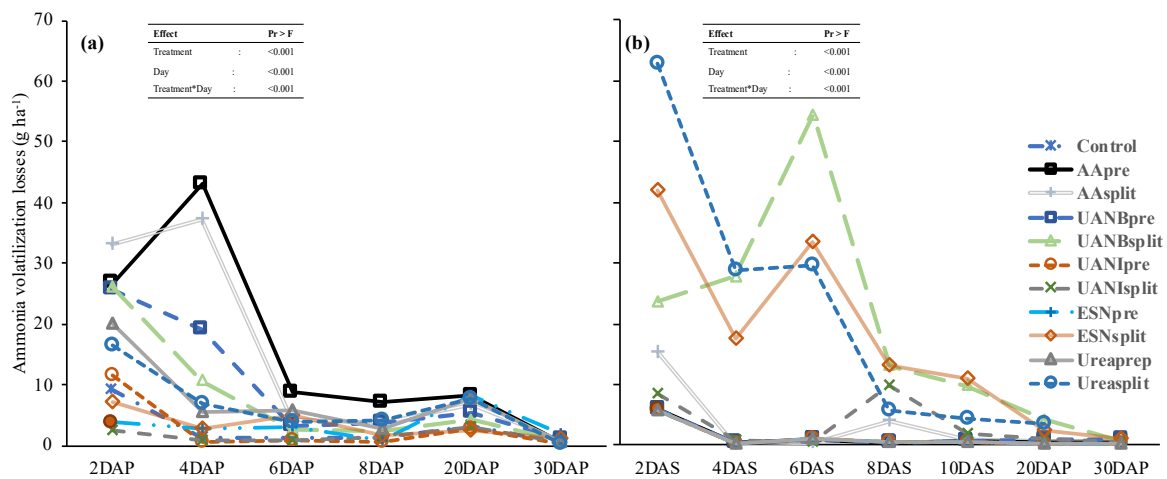 Ammonia volatilization losses (g ha⁻¹)
70
60
50
40
30
20
10
0
(a)
Effect Pr > F
Treatment : <0.001
Day : <0.001
Treatment*Day : <0.001
2DAP 4DAP 6DAP 8DAP 20DAP 30DAP
(b)
Effect Pr > F
Treatment : <0.001
Day : <0.001
Treatment*Day : <0.001
2DAS 4DAS 6DAS 8DAS 10DAS 20DAP 30DAP
Control
AApre
AAsplit
UANBpre
UANBsplit
UANIpre
UANIsplit
ESNpre
ESNsplit
Ureaprep
Ureasplit